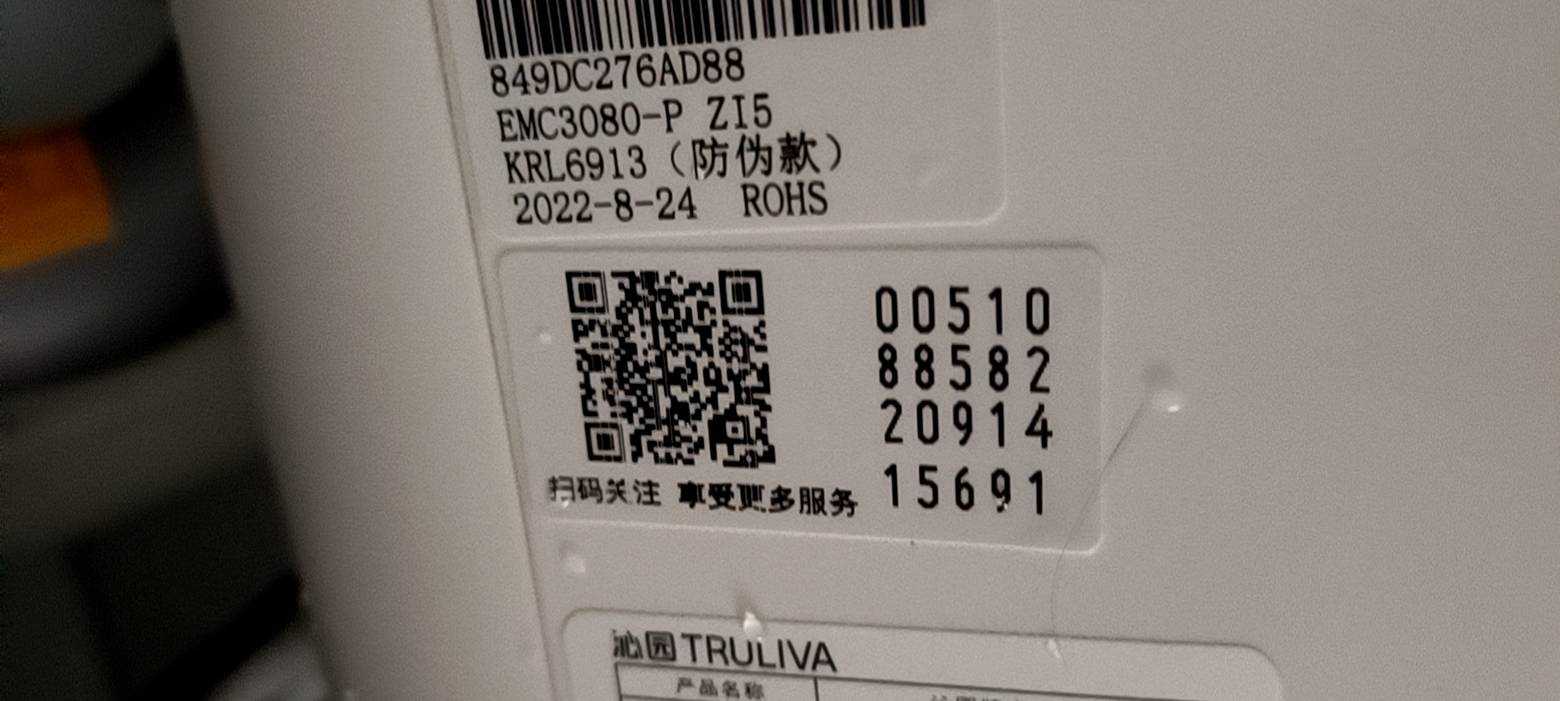 849DC276AD88
EMC3080-P ZI5
KRL6913（防伪款）
2022-8-24 ROHS
00510
88582
20914
15691
扫码关注 享受更多服务
沁园TRULIVA
产品名称